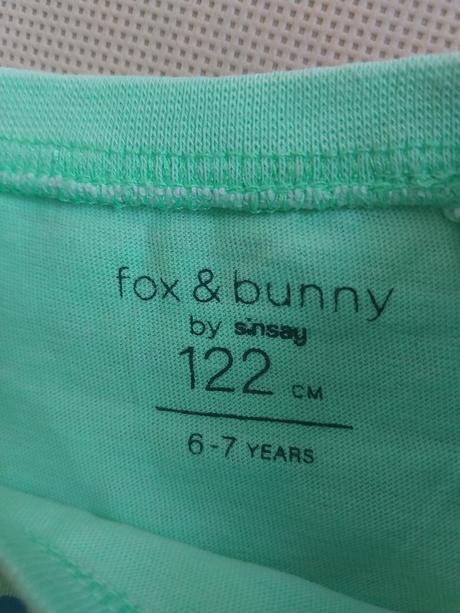 fox & bunny
by sinsay
122 CM
6-7 YEARS